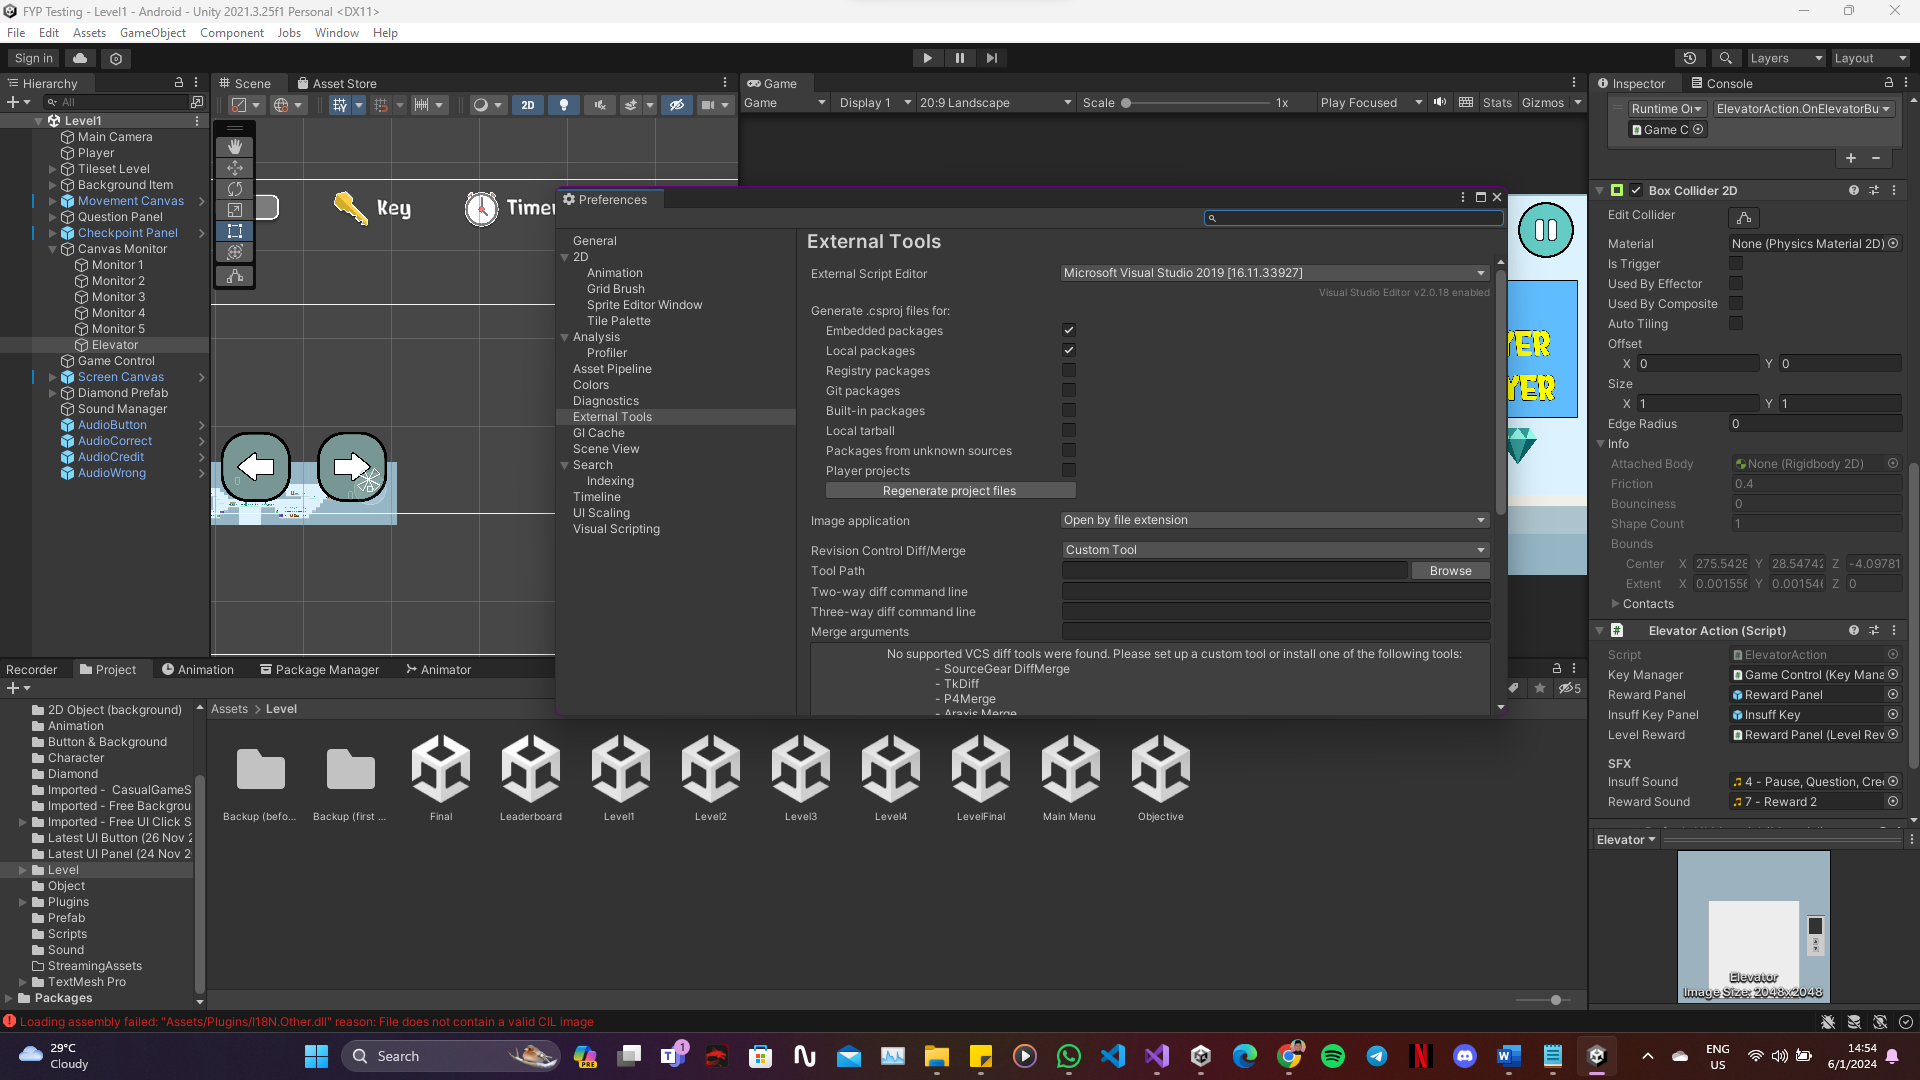 FYP Testing - Level1 - Android - Unity 2021.3.25f1 Personal <DX11>
File Edit Assets GameObject Component Jobs Window Help
Sign in
Layers
Layout
Hierarchy
All
Level1
Main Camera
Player
Tileset Level
Background Item
Movement Canvas
Question Panel
Checkpoint Panel
Canvas Monitor
Monitor 1
Monitor 2
Monitor 3
Monitor 4
Monitor 5
Elevator
Game Control
Screen Canvas
Diamond Prefab
Sound Manager
AudioButton
AudioCorrect
AudioCredit
AudioWrong
Scene
Asset Store
2D
Key
Timer
Game
Game
Display 1
20:9 Landscape
Scale
1x
Play Focused
Stats
Gizmos
YER
YER
Preferences
General
2D
Animation
Grid Brush
Sprite Editor Window
Tile Palette
Analysis
Profiler
Asset Pipeline
Colors
Diagnostics
External Tools
GI Cache
Scene View
Search
Indexing
Timeline
UI Scaling
Visual Scripting
External Tools
External Script Editor
Microsoft Visual Studio 2019 [16.11.33927]
Visual Studio Editor v2.0.18 enabled
Generate .csproj files for:
Embedded packages
Local packages
Registry packages
Git packages
Built-in packages
Local tarball
Packages from unknown sources
Player projects
Regenerate project files
Image application
Open by file extension
Revision Control Diff/Merge
Custom Tool
Tool Path
Browse
Two-way diff command line
Three-way diff command line
Merge arguments
No supported VCS diff tools were found. Please set up a custom tool or install one of the following tools:
- SourceGear DiffMerge
- TkDiff
- P4Merge
- Araxis Merge
Inspector
Console
Runtime Or
ElevatorAction.OnElevatorBu
Game C
Box Collider 2D
Edit Collider
Material
None (Physics Material 2D)
Is Trigger
Used By Effector
Used By Composite
Auto Tiling
Offset
X 0 Y 0
Size
X 1 Y 1
Edge Radius 0
Info
Attached Body
None (Rigidbody 2D)
Friction 0.4
Bounciness 0
Shape Count 1
Bounds
Center X 275.5428 Y 28.54742 Z -4.09781
Extent X 0.001556 Y 0.001546 Z 0
Contacts
Elevator Action (Script)
Script
ElevatorAction
Key Manager
Game Control (Key Mana
Reward Panel
Reward Panel
Insuff Key Panel
Insuff Key
Level Reward
Reward Panel (Level Rew
SFX
Insuff Sound
4 - Pause, Question, Cre
Reward Sound
7 - Reward 2
Elevator
Elevator
Image Size: 2048x2048
Recorder
Project
Animation
Package Manager
Animator
5
2D Object (background)
Animation
Button & Background
Character
Diamond
Imported - CasualGameS
Imported - Free Backgrou
Imported - Free UI Click S
Latest UI Button (26 Nov 2
Latest UI Panel (24 Nov 2
Level
Object
Plugins
Prefab
Scripts
Sound
StreamingAssets
TextMesh Pro
Packages
Assets > Level
Backup (befo...
Backup (first ...
Final
Leaderboard
Level1
Level2
Level3
Level4
LevelFinal
Main Menu
Objective
Loading assembly failed: "Assets/Plugins/I18N.Other.dll" reason: File does not contain a valid CIL image
29°C
Cloudy
Search
PRE
1
ENG
US
14:54
6/1/2024